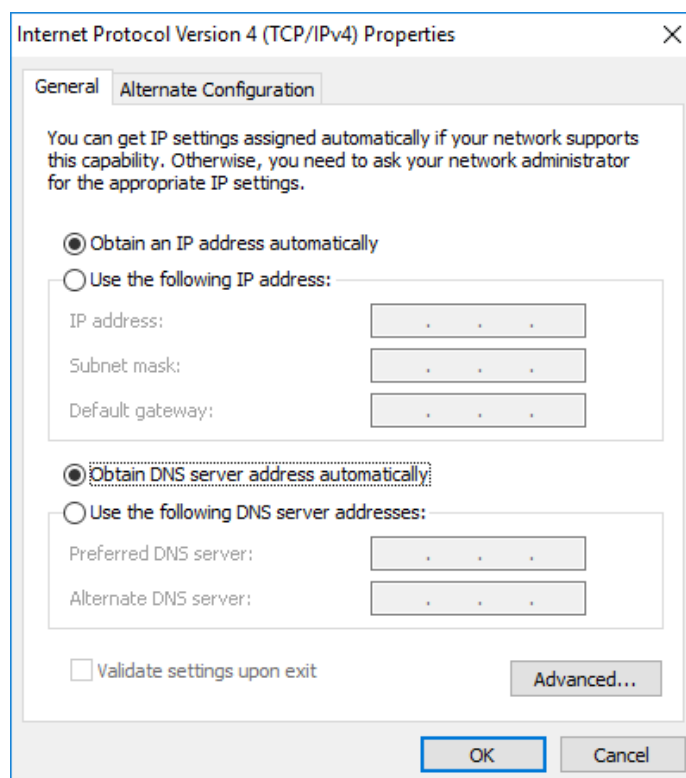 Internet Protocol Version 4 (TCP/IPv4) Properties
General
Alternate Configuration
You can get IP settings assigned automatically if your network supports
this capability. Otherwise, you need to ask your network administrator
for the appropriate IP settings.
Obtain an IP address automatically
Use the following IP address:
IP address:
Subnet mask:
Default gateway:
Obtain DNS server address automatically
Use the following DNS server addresses:
Preferred DNS server:
Alternate DNS server:
Validate settings upon exit
Advanced...
OK
Cancel